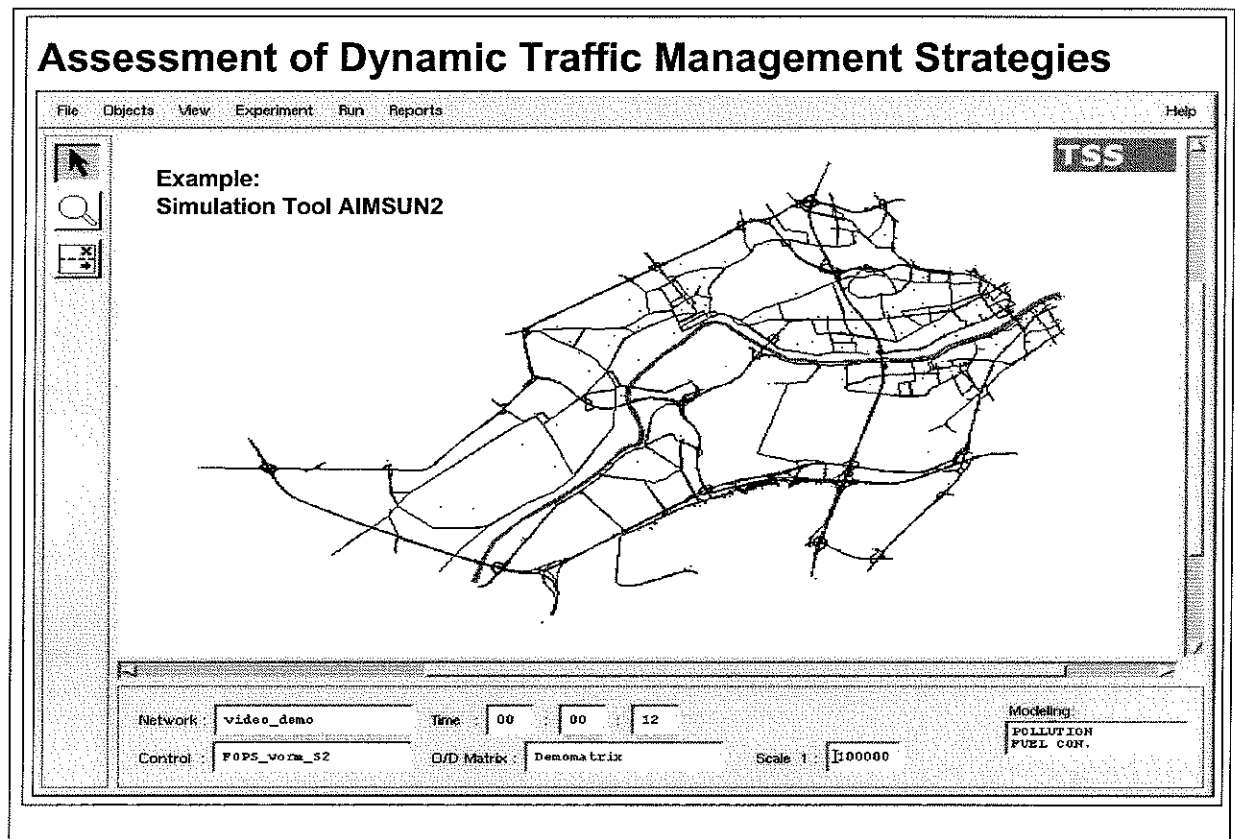 Assessment of Dynamic Traffic Management Strategies
File Objects View Experiment Run Reports Help
TSS
Example:
Simulation Tool AIMSUN2
Network : video_demo Time : 00 : 00 : 12 Modeling
POLLUTION
FUEL CON.
Control : FOPS_vorm_S2 O/D Matrix : Demomatrix Scale 1 : 100000